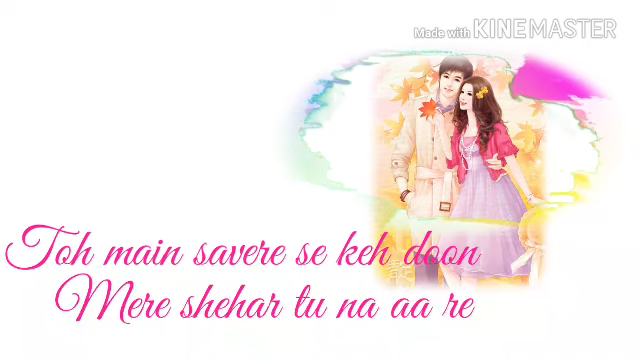 Made with KINEMASTER
Toh main savere se keh doon
Mere shehar tu na aa re